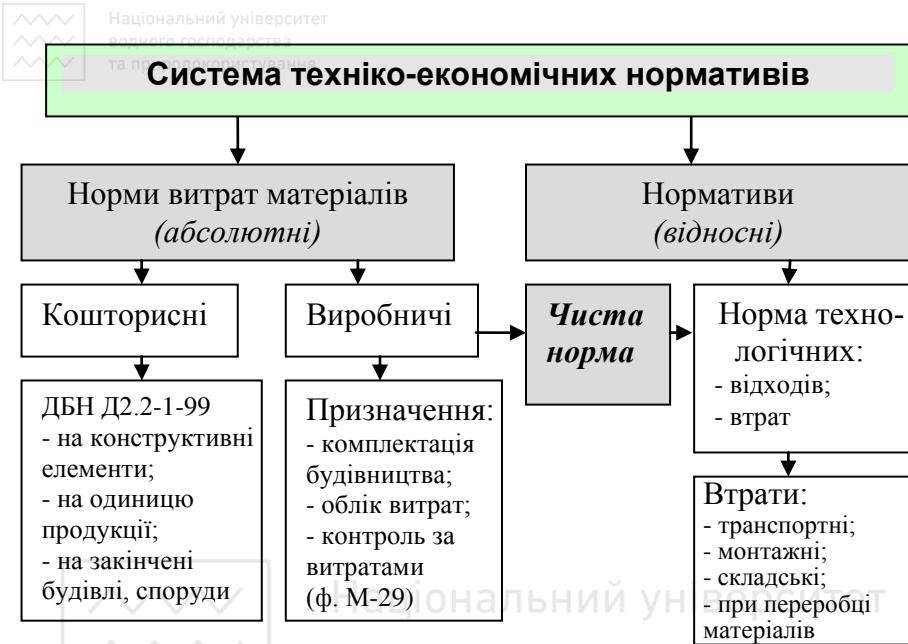 Національний університет
водного господарства
та природокористування
Система техніко-економічних нормативів
Норми витрат матеріалів
(абсолютні)
Нормативи
(відносні)
Кошторисні
Виробничі
Чиста
норма
Норма техно-
логічних:
- відходів;
- втрат
ДБН Д2.2-1-99
- на конструктивні
елементи;
- на одиницю
продукції;
- на закінчені
будівлі, споруди
Призначення:
- комплектація
будівництва;
- облік витрат;
- контроль за
витратами
(ф. М-29)
Втрати:
- транспортні;
- монтажні;
- складські;
- при переробці
матеріалів
Національний університет